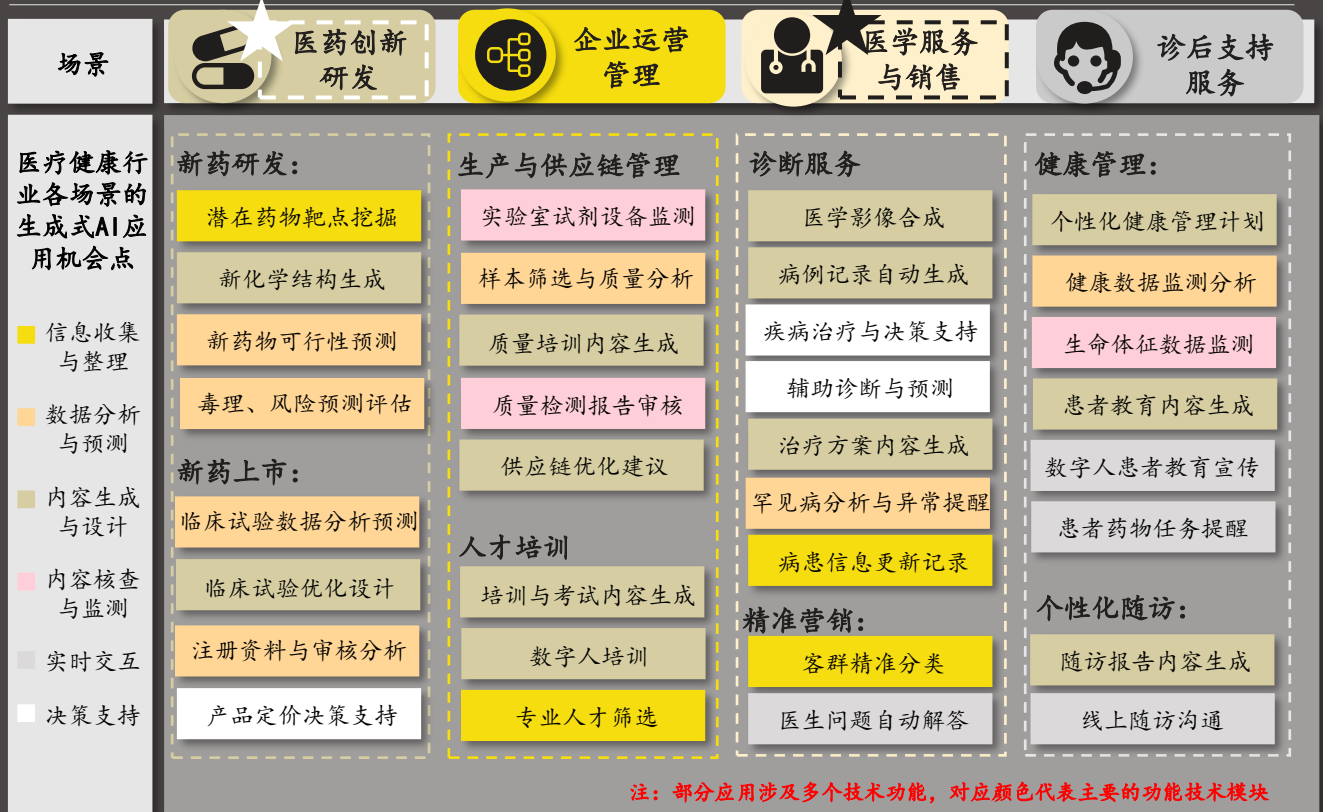 场景
医药创新
研发
企业运营
管理
医学服务
与销售
诊后支持
服务
医疗健康行
业各场景的
生成式AI应
用机会点
信息收集
与整理
数据分析
与预测
内容生成
与设计
内容核查
与监测
实时交互
决策支持
新药研发：
潜在药物靶点挖掘
新化学结构生成
新药物可行性预测
毒理、风险预测评估
新药上市：
临床试验数据分析预测
临床试验优化设计
注册资料与审核分析
产品定价决策支持
生产与供应链管理
实验室试剂设备监测
样本筛选与质量分析
质量培训内容生成
质量检测报告审核
供应链优化建议
人才培训
培训与考试内容生成
数字人培训
专业人才筛选
诊断服务
医学影像合成
病例记录自动生成
疾病治疗与决策支持
辅助诊断与预测
治疗方案内容生成
罕见病分析与异常提醒
病患信息更新记录
精准营销：
客群精准分类
医生问题自动解答
健康管理：
个性化健康管理计划
健康数据监测分析
生命体征数据监测
患者教育内容生成
数字人患者教育宣传
患者药物任务提醒
个性化随访：
随访报告内容生成
线上随访沟通
注：部分应用涉及多个技术功能，对应颜色代表主要的功能技术模块